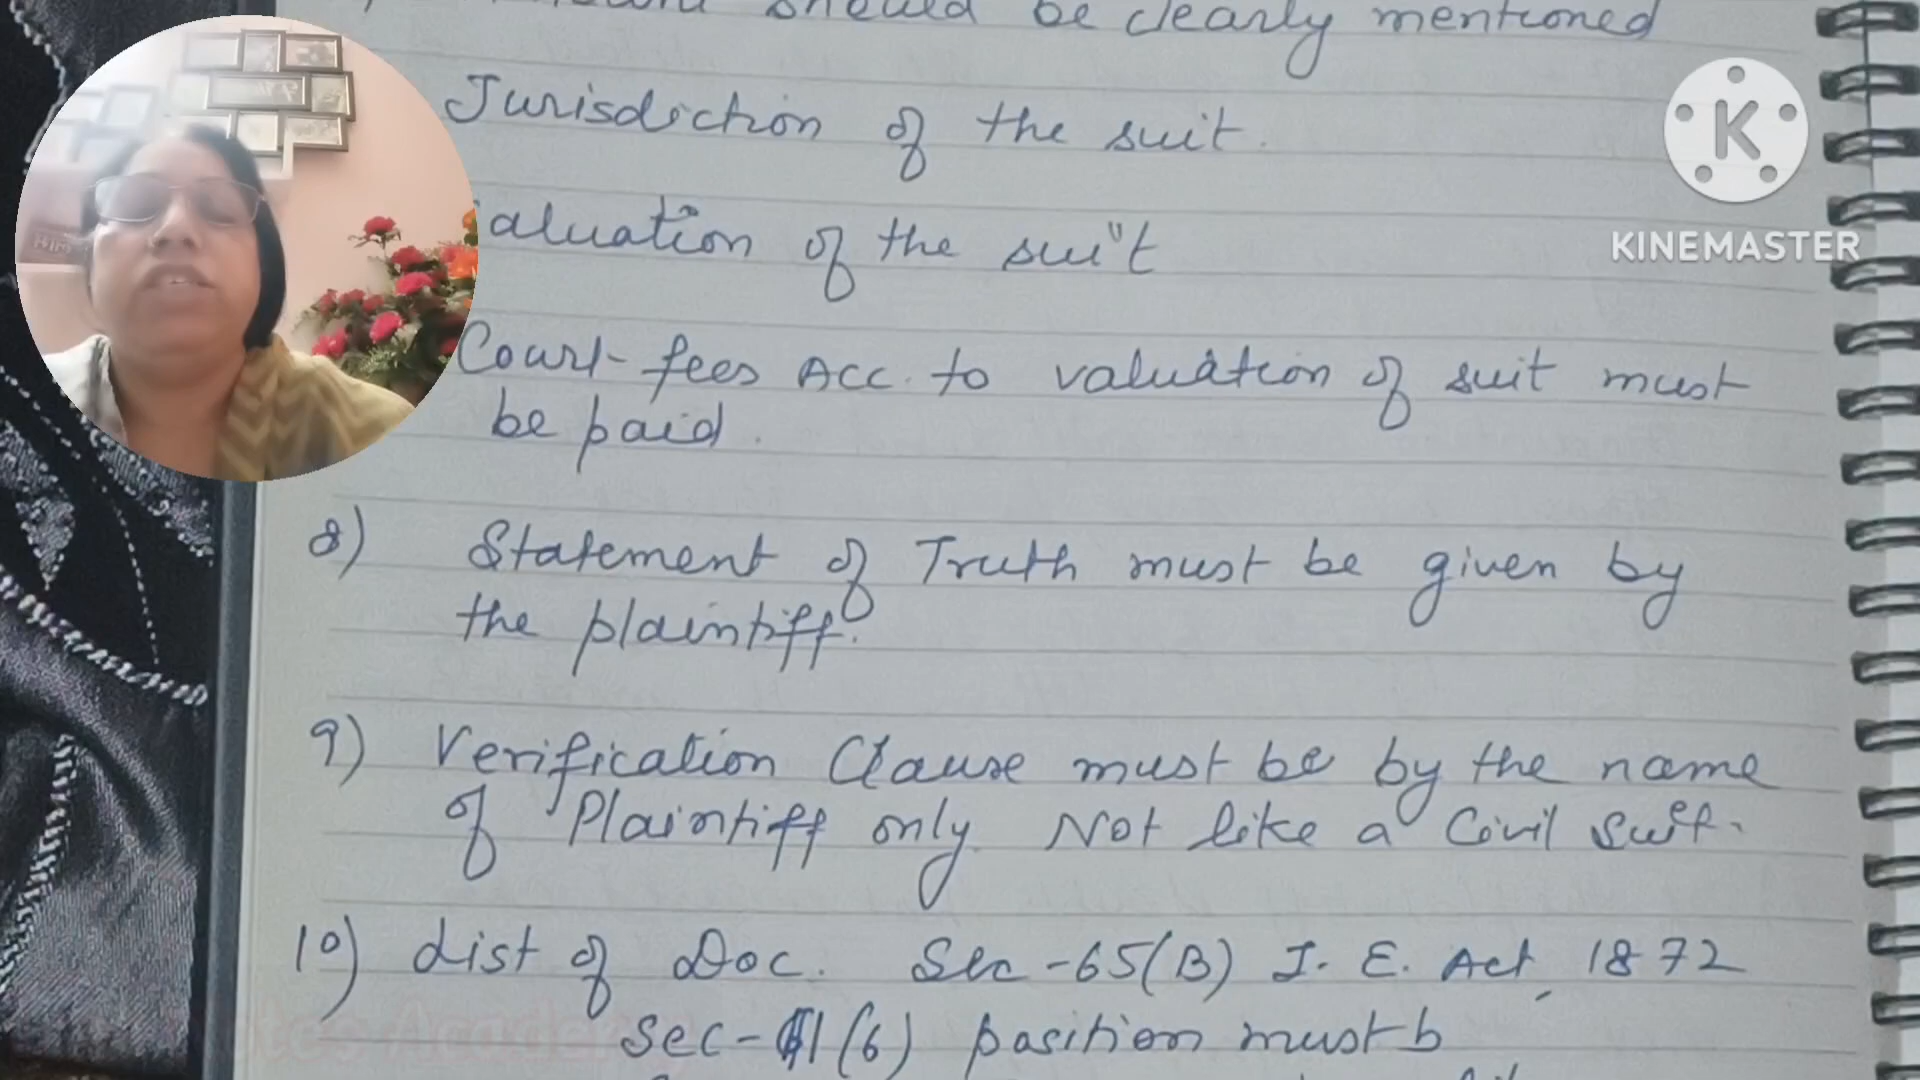 should be clearly mentioned
Jurisdiction of the suit.
aluation of the suit
Court fees Acc. to valuation of suit must
be paid.
8) Statement of Truth must be given by
the plaintiff.
9) Verification Clause must be by the name
of Plaintiff only Not like a Civil Suit.
10) List of Doc. Sec-65(B) I. E. Act, 1872
Sec-61(6) position must b
K
KINEMASTER